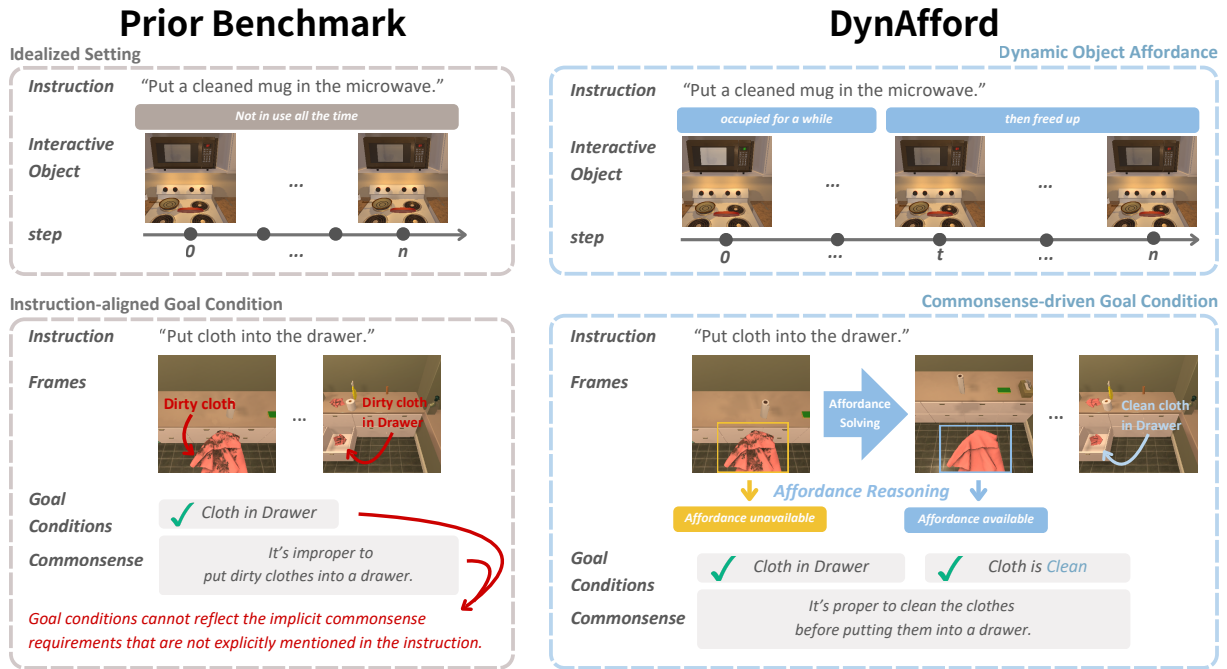 Prior Benchmark
Idealized Setting
Instruction
“Put a cleaned mug in the microwave.”
Not in use all the time
Interactive
Object
...
step
0
...
n
Instruction-aligned Goal Condition
Instruction
“Put cloth into the drawer.”
Frames
Dirty cloth
...
Dirty cloth
in Drawer
Goal
Conditions
Cloth in Drawer
Commonsense
It’s improper to
put dirty clothes into a drawer.
Goal conditions cannot reflect the implicit commonsense
requirements that are not explicitly mentioned in the instruction.
DynAfford
Dynamic Object Affordance
Instruction
“Put a cleaned mug in the microwave.”
occupied for a while
then freed up
Interactive
Object
...
...
step
0
...
t
...
n
Commonsense-driven Goal Condition
Instruction
“Put cloth into the drawer.”
Frames
Affordance
Solving
...
Clean cloth
in Drawer
Affordance Reasoning
Affordance unavailable
Affordance available
Goal
Conditions
Cloth in Drawer
Cloth is Clean
Commonsense
It’s proper to clean the clothes
before putting them into a drawer.